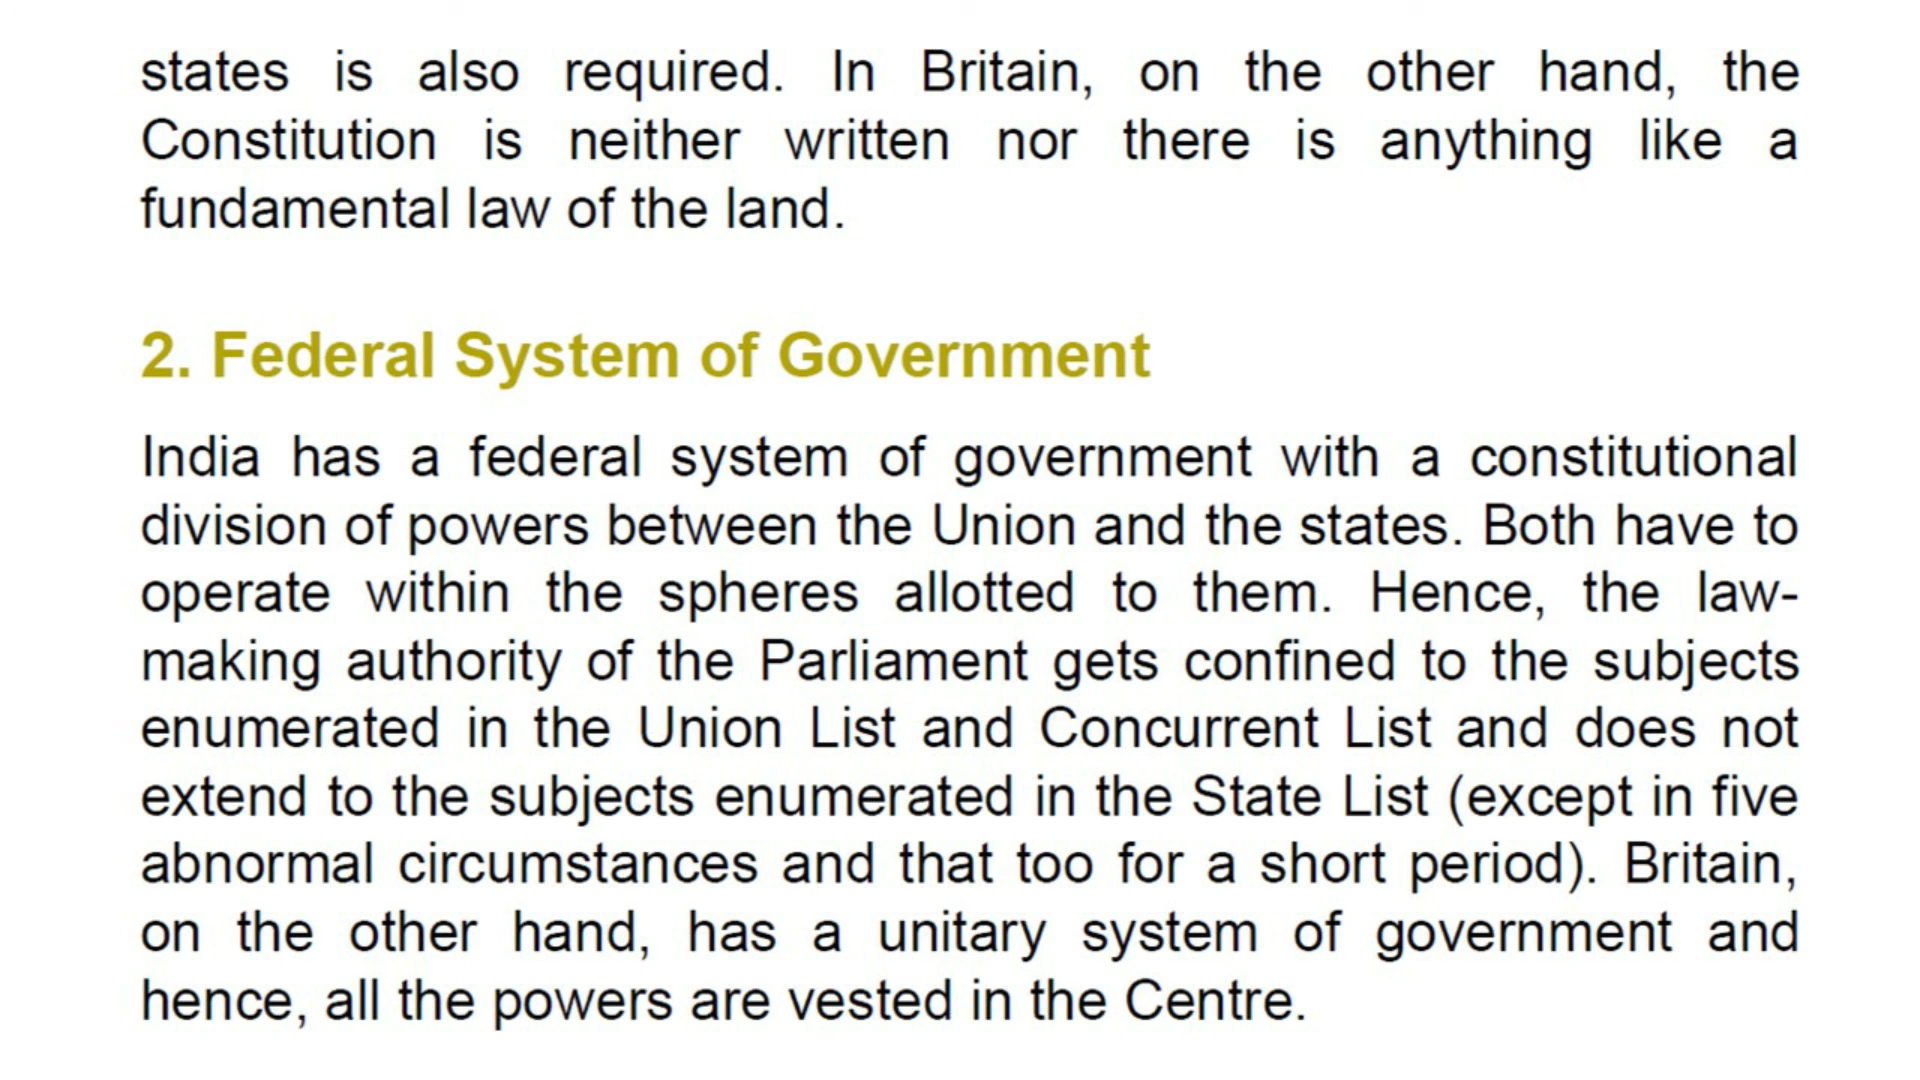 states is also required. In Britain, on the other hand, the
Constitution is neither written nor there is anything like a
fundamental law of the land.
2. Federal System of Government
India has a federal system of government with a constitutional
division of powers between the Union and the states. Both have to
operate within the spheres allotted to them. Hence, the law-
making authority of the Parliament gets confined to the subjects
enumerated in the Union List and Concurrent List and does not
extend to the subjects enumerated in the State List (except in five
abnormal circumstances and that too for a short period). Britain,
on the other hand, has a unitary system of government and
hence, all the powers are vested in the Centre.